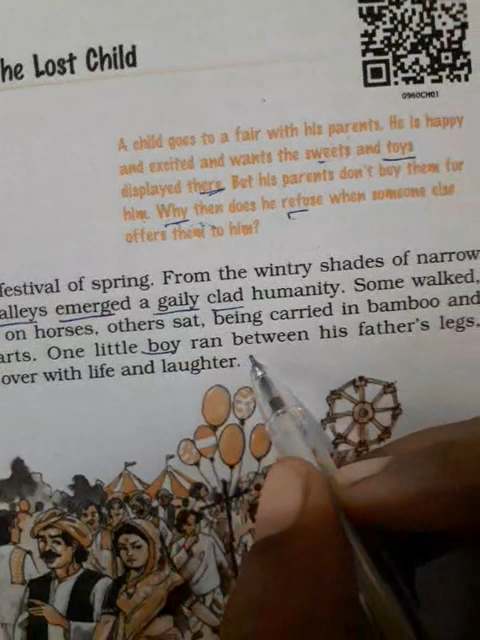 he Lost Child
0960CH01
A child goes to a fair with his parents. He is happy
and excited and wants the sweets and toys
displayed there. But his parents don't buy them for
him. Why then does he refuse when someone else
offers them to him?
festival of spring. From the wintry shades of narrow
alleys emerged a gaily clad humanity. Some walked,
on horses, others sat, being carried in bamboo and
arts. One little boy ran between his father's legs,
over with life and laughter.